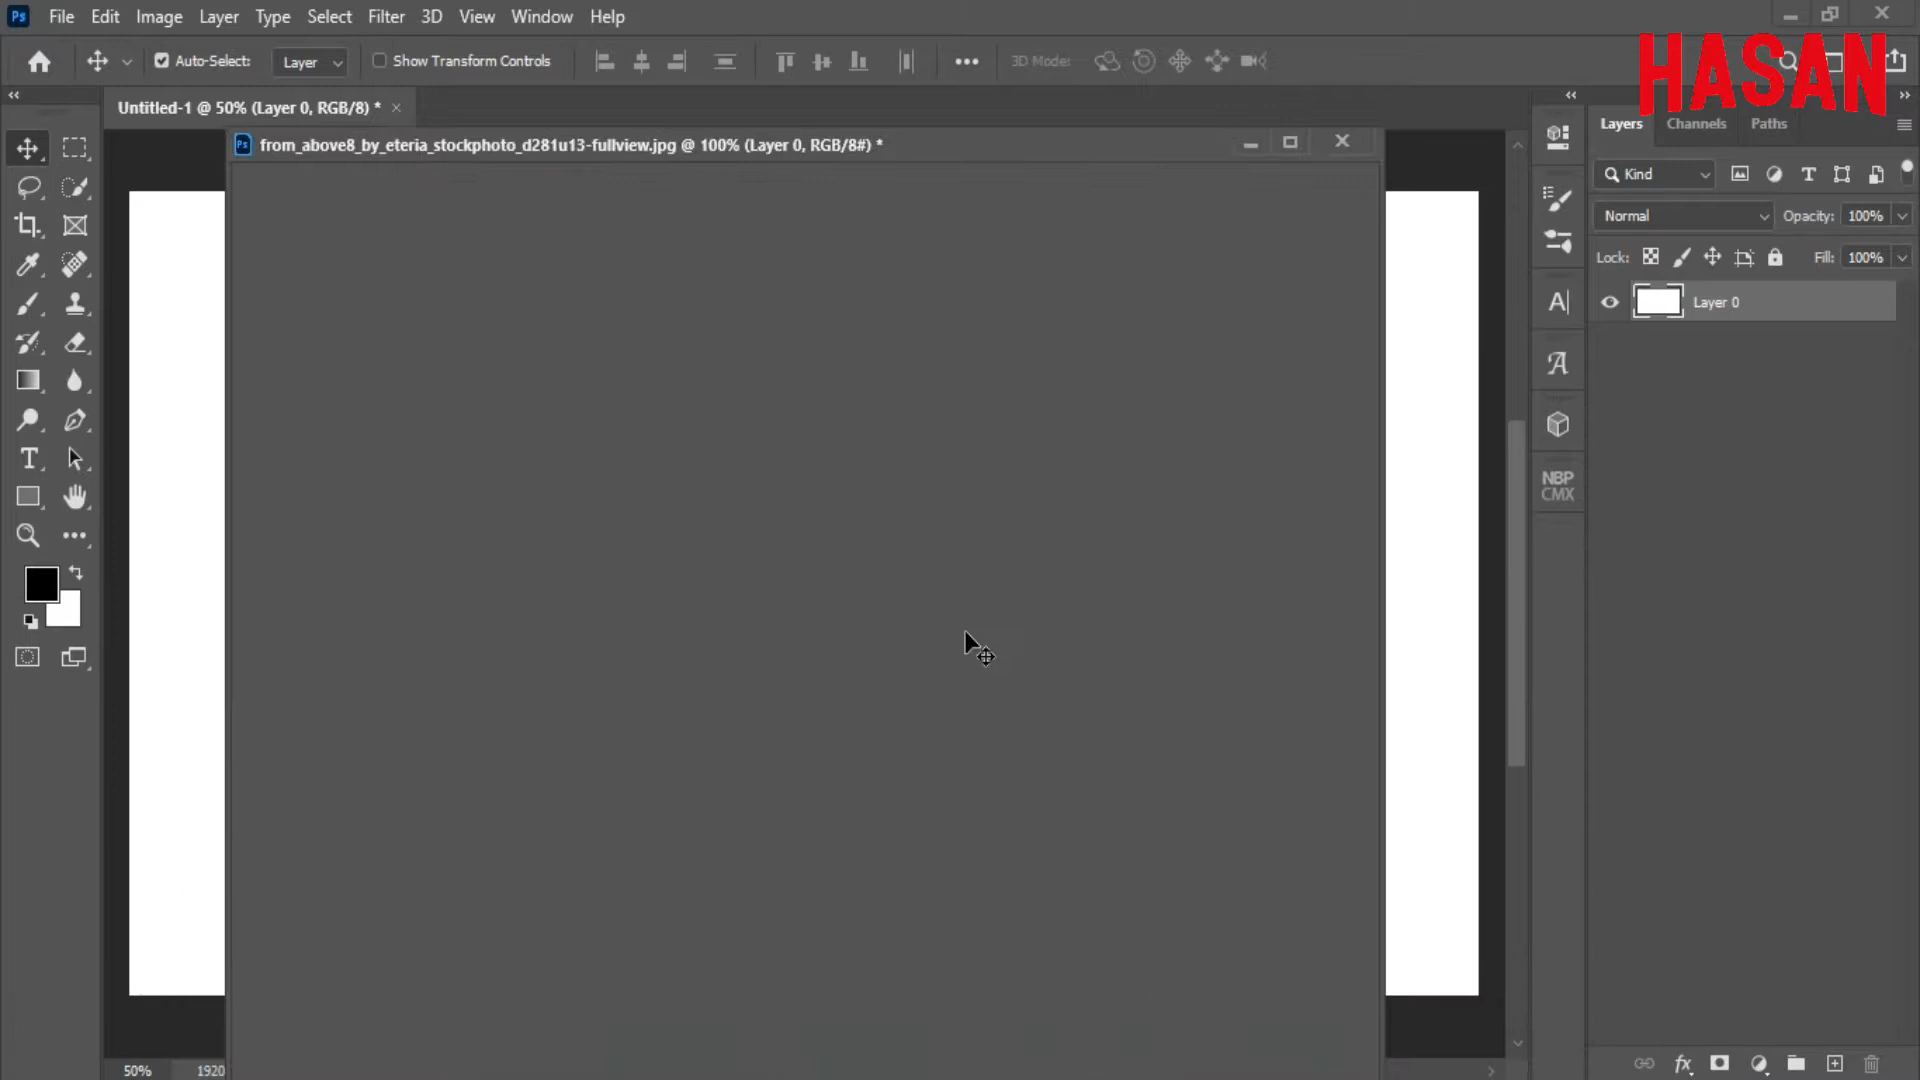 Ps File Edit Image Layer Type Select Filter 3D View Window Help
Auto-Select: Layer Show Transform Controls 3D Mode:
HASAN
Untitled-1 @ 50% (Layer 0, RGB/8) *
Ps from_above8_by_eteria_stockphoto_d281u13-fullview.jpg @ 100% (Layer 0, RGB/8#) *
Layers Channels Paths
Kind
Normal Opacity: 100%
Lock: Fill: 100%
Layer 0
NBP
CMX
50% 1920